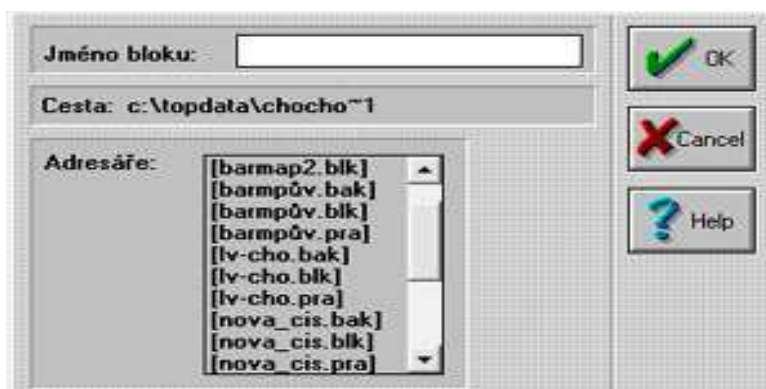 Jméno bloku:
OK
Cesta: c:\topdata\chocho~1
Cancel
Adresáře:
[barmap2.blk]
[barmpův.bak]
[barmpův.blk]
[barmpův.pra]
[lv-cho.bak]
[lv-cho.blk]
[lv-cho.pra]
[nova_cis.bak]
[nova_cis.blk]
[nova_cis.pra]
Help